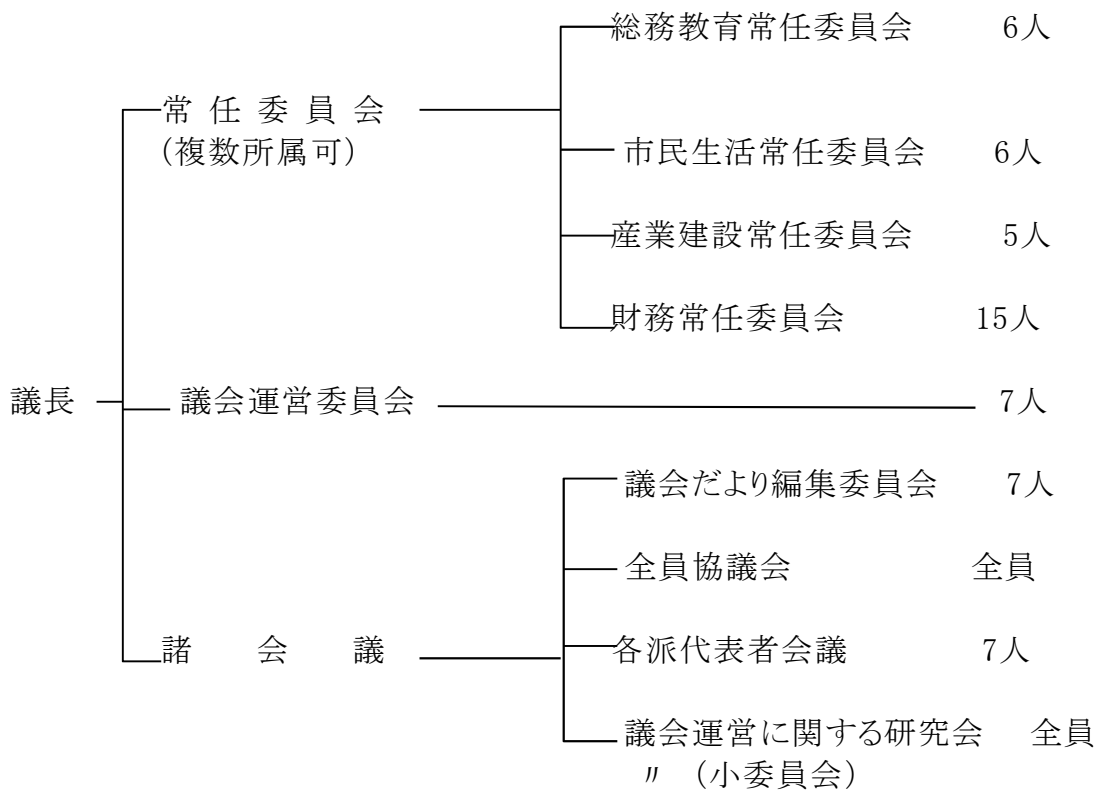 総務教育常任委員会 6人
常任委員会
(複数所属可)
市民生活常任委員会 6人
産業建設常任委員会 5人
財務常任委員会 15人
議長
議会運営委員会 7人
議会だより編集委員会 7人
全員協議会 全員
諸会議
各派代表者会議 7人
議会運営に関する研究会 全員
〃 (小委員会)